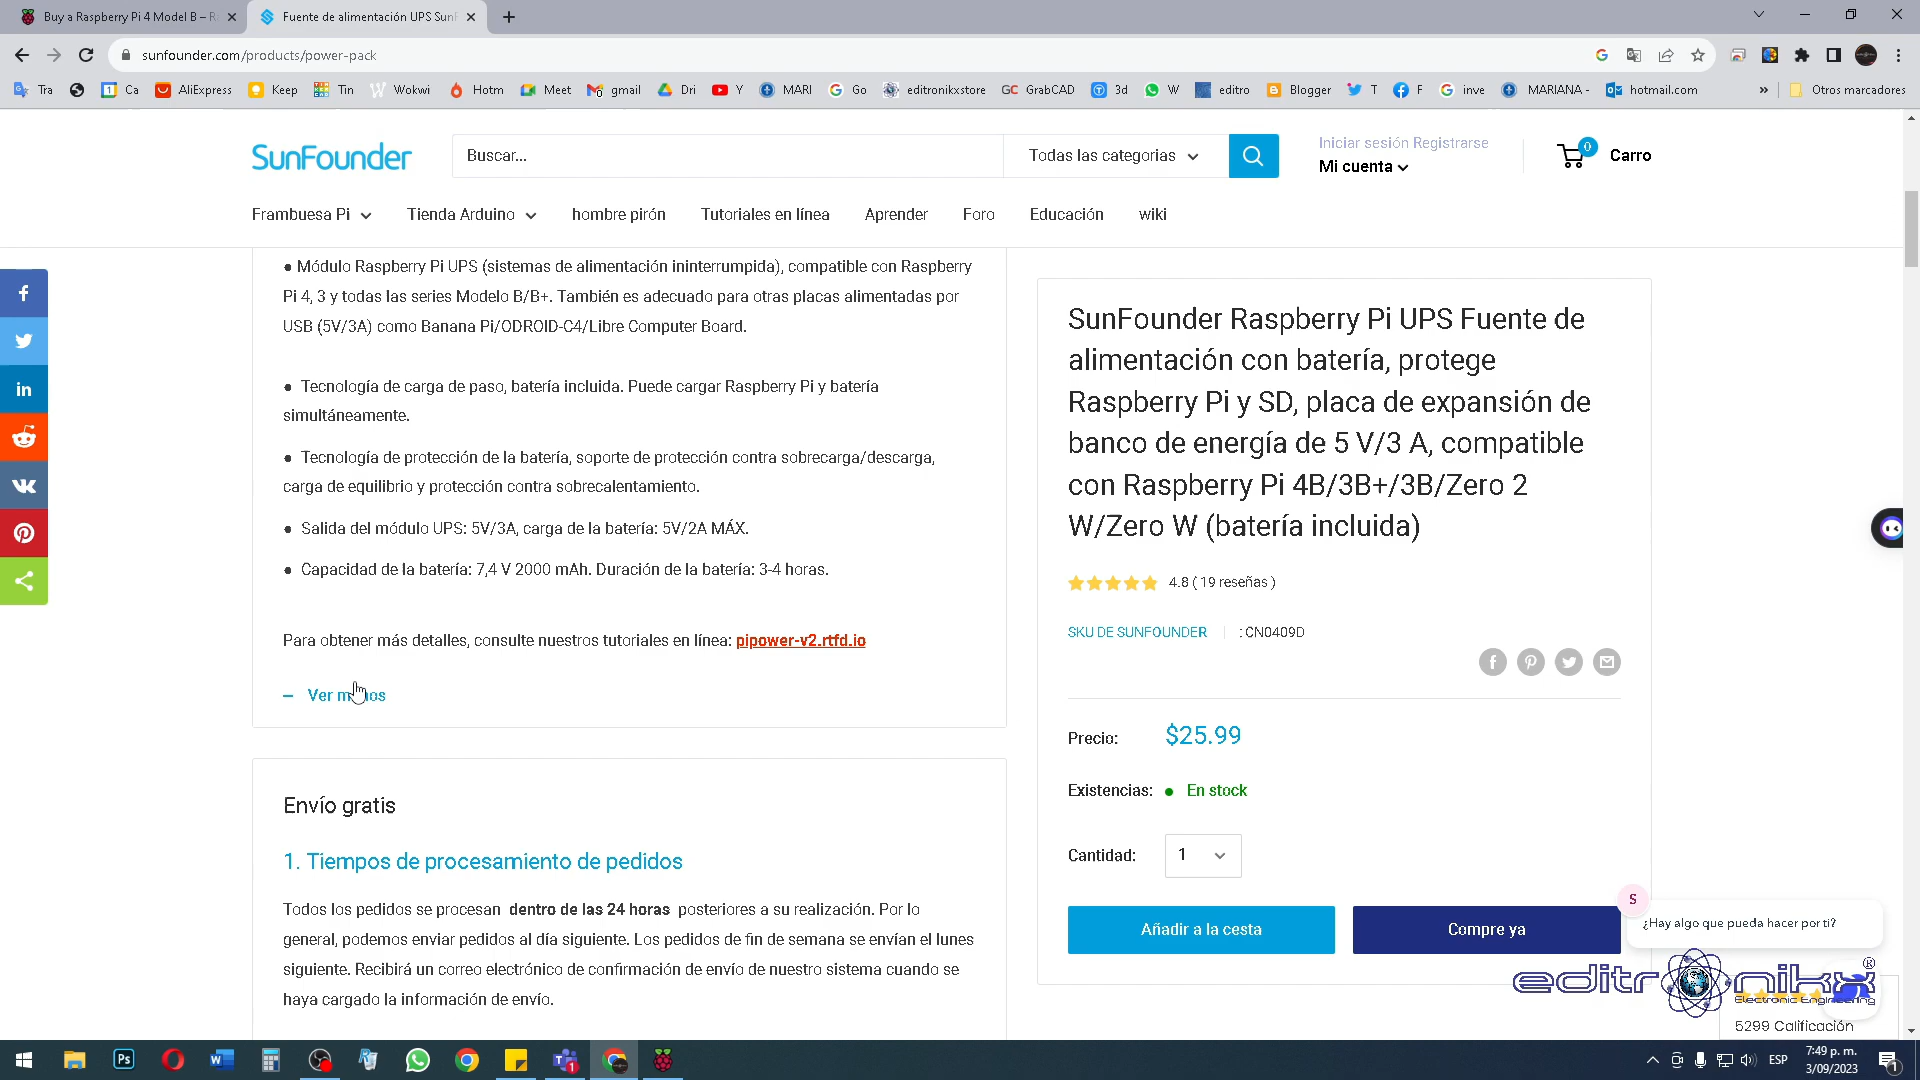 Buy a Raspberry Pi 4 Model B – R
Fuente de alimentación UPS SunF
sunfounder.com/products/power-pack
Tra
Ca
AliExpress
Keep
Tin
Wokwi
Hotm
Meet
gmail
Dri
Y
MARI
Go
editronikxstore
GrabCAD
3d
W
editro
Blogger
T
F
inve
MARIANA -
hotmail.com
»
Otros marcadores
SunFounder
Buscar...
Todas las categorias
Iniciar sesión Registrarse
Mi cuenta
0
Carro
Frambuesa Pi
Tienda Arduino
hombre pirón
Tutoriales en línea
Aprender
Foro
Educación
wiki
● Módulo Raspberry Pi UPS (sistemas de alimentación ininterrumpida), compatible con Raspberry
Pi 4, 3 y todas las series Modelo B/B+. También es adecuado para otras placas alimentadas por
USB (5V/3A) como Banana Pi/ODROID-C4/Libre Computer Board.
● Tecnología de carga de paso, batería incluida. Puede cargar Raspberry Pi y batería
simultáneamente.
● Tecnología de protección de la batería, soporte de protección contra sobrecarga/descarga,
carga de equilibrio y protección contra sobrecalentamiento.
● Salida del módulo UPS: 5V/3A, carga de la batería: 5V/2A MÁX.
● Capacidad de la batería: 7,4 V 2000 mAh. Duración de la batería: 3-4 horas.
Para obtener más detalles, consulte nuestros tutoriales en línea: pipower-v2.rtfd.io
– Ver menos
Envío gratis
1. Tiempos de procesamiento de pedidos
Todos los pedidos se procesan dentro de las 24 horas posteriores a su realización. Por lo
general, podemos enviar pedidos al día siguiente. Los pedidos de fin de semana se envían el lunes
siguiente. Recibirá un correo electrónico de confirmación de envío de nuestro sistema cuando se
haya cargado la información de envío.
SunFounder Raspberry Pi UPS Fuente de
alimentación con batería, protege
Raspberry Pi y SD, placa de expansión de
banco de energía de 5 V/3 A, compatible
con Raspberry Pi 4B/3B+/3B/Zero 2
W/Zero W (batería incluida)
4.8 ( 19 reseñas )
SKU DE SUNFOUNDER
: CN0409D
Precio: $25.99
Existencias: ● En stock
Cantidad: 1
Añadir a la cesta
Compre ya
S
¿Hay algo que pueda hacer por ti?
editronikx ®
Electronic Engineering
5299 Calificación
ESP
7:49 p. m.
3/09/2023